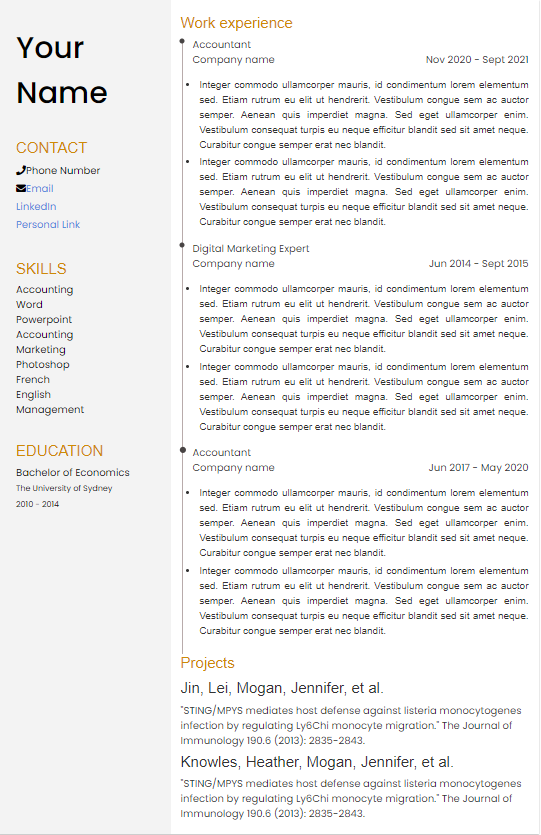 Your
Name
CONTACT
Phone Number
Email
LinkedIn
Personal Link
SKILLS
Accounting
Word
Powerpoint
Accounting
Marketing
Photoshop
French
English
Management
EDUCATION
Bachelor of Economics
The University of Sydney
2010 - 2014
Work experience
Accountant
Company name Nov 2020 - Sept 2021
• Integer commodo ullamcorper mauris, id condimentum lorem elementum
sed. Etiam rutrum eu elit ut hendrerit. Vestibulum congue sem ac auctor
semper. Aenean quis imperdiet magna. Sed eget ullamcorper enim.
Vestibulum consequat turpis eu neque efficitur blandit sed sit amet neque.
Curabitur congue semper erat nec blandit.
• Integer commodo ullamcorper mauris, id condimentum lorem elementum
sed. Etiam rutrum eu elit ut hendrerit. Vestibulum congue sem ac auctor
semper. Aenean quis imperdiet magna. Sed eget ullamcorper enim.
Vestibulum consequat turpis eu neque efficitur blandit sed sit amet neque.
Curabitur congue semper erat nec blandit.
Digital Marketing Expert
Company name Jun 2014 - Sept 2015
• Integer commodo ullamcorper mauris, id condimentum lorem elementum
sed. Etiam rutrum eu elit ut hendrerit. Vestibulum congue sem ac auctor
semper. Aenean quis imperdiet magna. Sed eget ullamcorper enim.
Vestibulum consequat turpis eu neque efficitur blandit sed sit amet neque.
Curabitur congue semper erat nec blandit.
• Integer commodo ullamcorper mauris, id condimentum lorem elementum
sed. Etiam rutrum eu elit ut hendrerit. Vestibulum congue sem ac auctor
semper. Aenean quis imperdiet magna. Sed eget ullamcorper enim.
Vestibulum consequat turpis eu neque efficitur blandit sed sit amet neque.
Curabitur congue semper erat nec blandit.
Accountant
Company name Jun 2017 - May 2020
• Integer commodo ullamcorper mauris, id condimentum lorem elementum
sed. Etiam rutrum eu elit ut hendrerit. Vestibulum congue sem ac auctor
semper. Aenean quis imperdiet magna. Sed eget ullamcorper enim.
Vestibulum consequat turpis eu neque efficitur blandit sed sit amet neque.
Curabitur congue semper erat nec blandit.
• Integer commodo ullamcorper mauris, id condimentum lorem elementum
sed. Etiam rutrum eu elit ut hendrerit. Vestibulum congue sem ac auctor
semper. Aenean quis imperdiet magna. Sed eget ullamcorper enim.
Vestibulum consequat turpis eu neque efficitur blandit sed sit amet neque.
Curabitur congue semper erat nec blandit.
Projects
Jin, Lei, Mogan, Jennifer, et al.
"STING/MPYS mediates host defense against listeria monocytogenes
infection by regulating Ly6Chi monocyte migration." The Journal of
Immunology 190.6 (2013): 2835-2843.
Knowles, Heather, Mogan, Jennifer, et al.
"STING/MPYS mediates host defense against listeria monocytogenes
infection by regulating Ly6Chi monocyte migration." The Journal of
Immunology 190.6 (2013): 2835-2843.